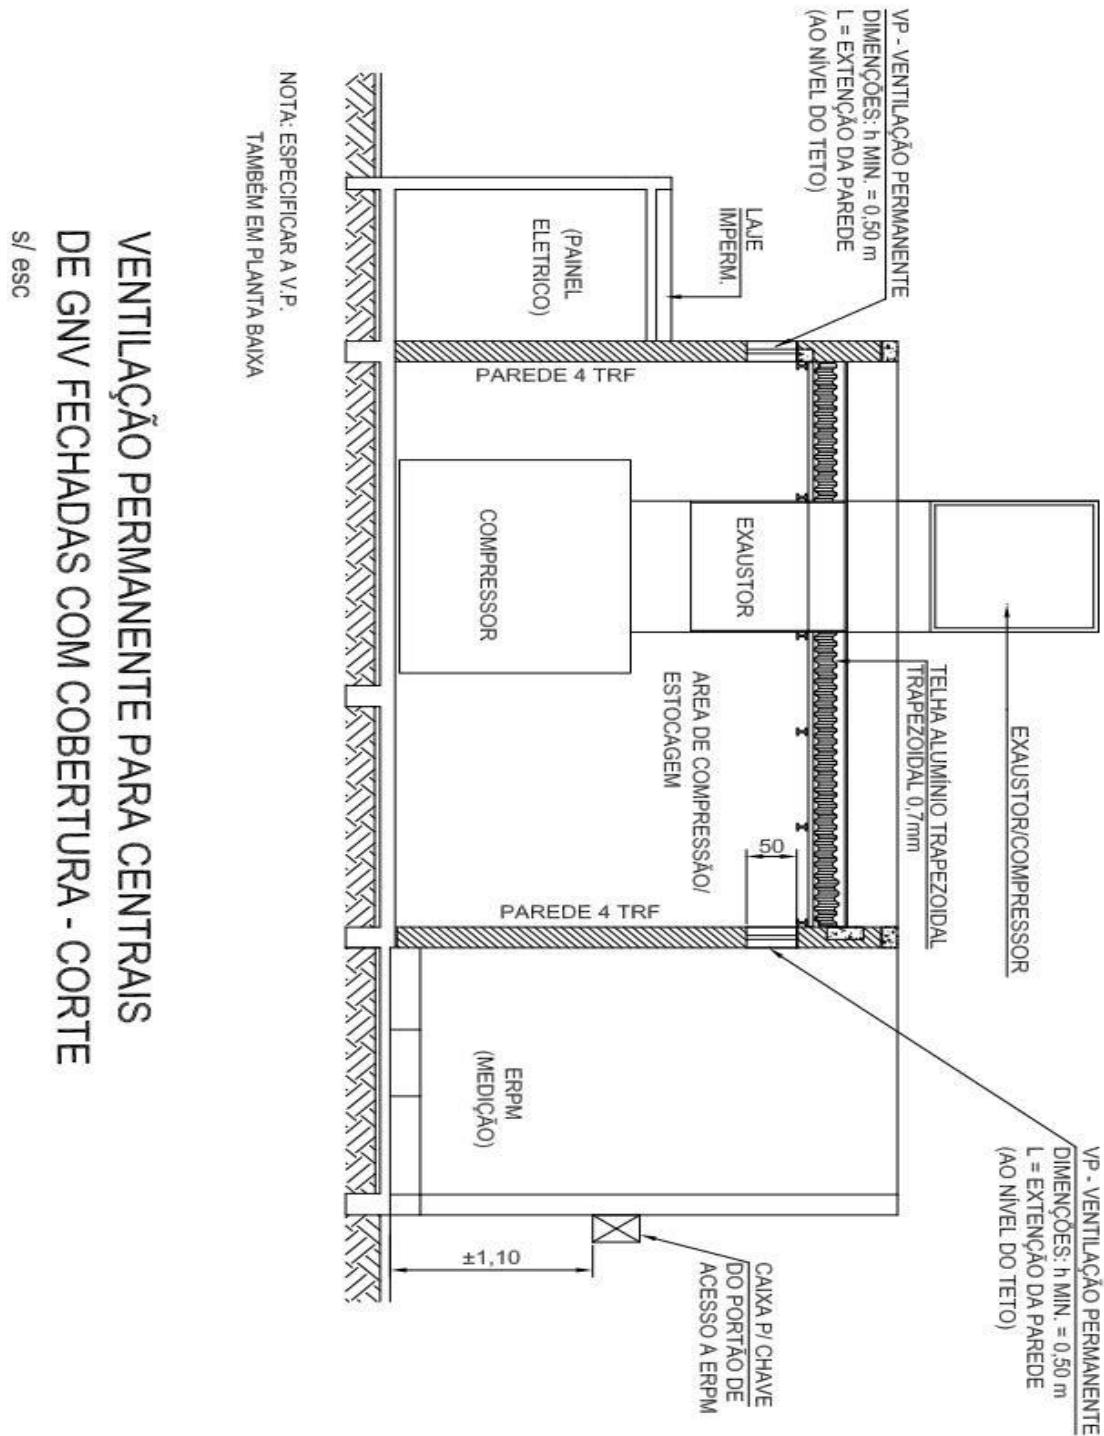 VP - VENTILAÇÃO PERMANENTE
DIMENÇÕES: h MIN. = 0,50 m
L = EXTENÇÃO DA PAREDE
(AO NÍVEL DO TETO)
EXAUSTOR/COMPRESSOR
VP - VENTILAÇÃO PERMANENTE
DIMENÇÕES: h MIN. = 0,50 m
L = EXTENÇÃO DA PAREDE
(AO NÍVEL DO TETO)
TELHA ALUMÍNIO TRAPEZOIDAL
TRAPEZOIDAL 0,7mm
LAJE
IMPERM.
EXAUSTOR
50
CAIXA P/ CHAVE
DO PORTÃO DE
ACESSO A ERPM
AREA DE COMPRESSÃO/
ESTOCAGEM
(PAINEL
ELETRICO)
PAREDE 4 TRF
COMPRESSOR
PAREDE 4 TRF
ERPM
(MEDIÇÃO)
±1,10
NOTA: ESPECIFICAR A V.P.
TAMBÉM EM PLANTA BAIXA
VENTILAÇÃO PERMANENTE PARA CENTRAIS
DE GNV FECHADAS COM COBERTURA - CORTE
s/ esc